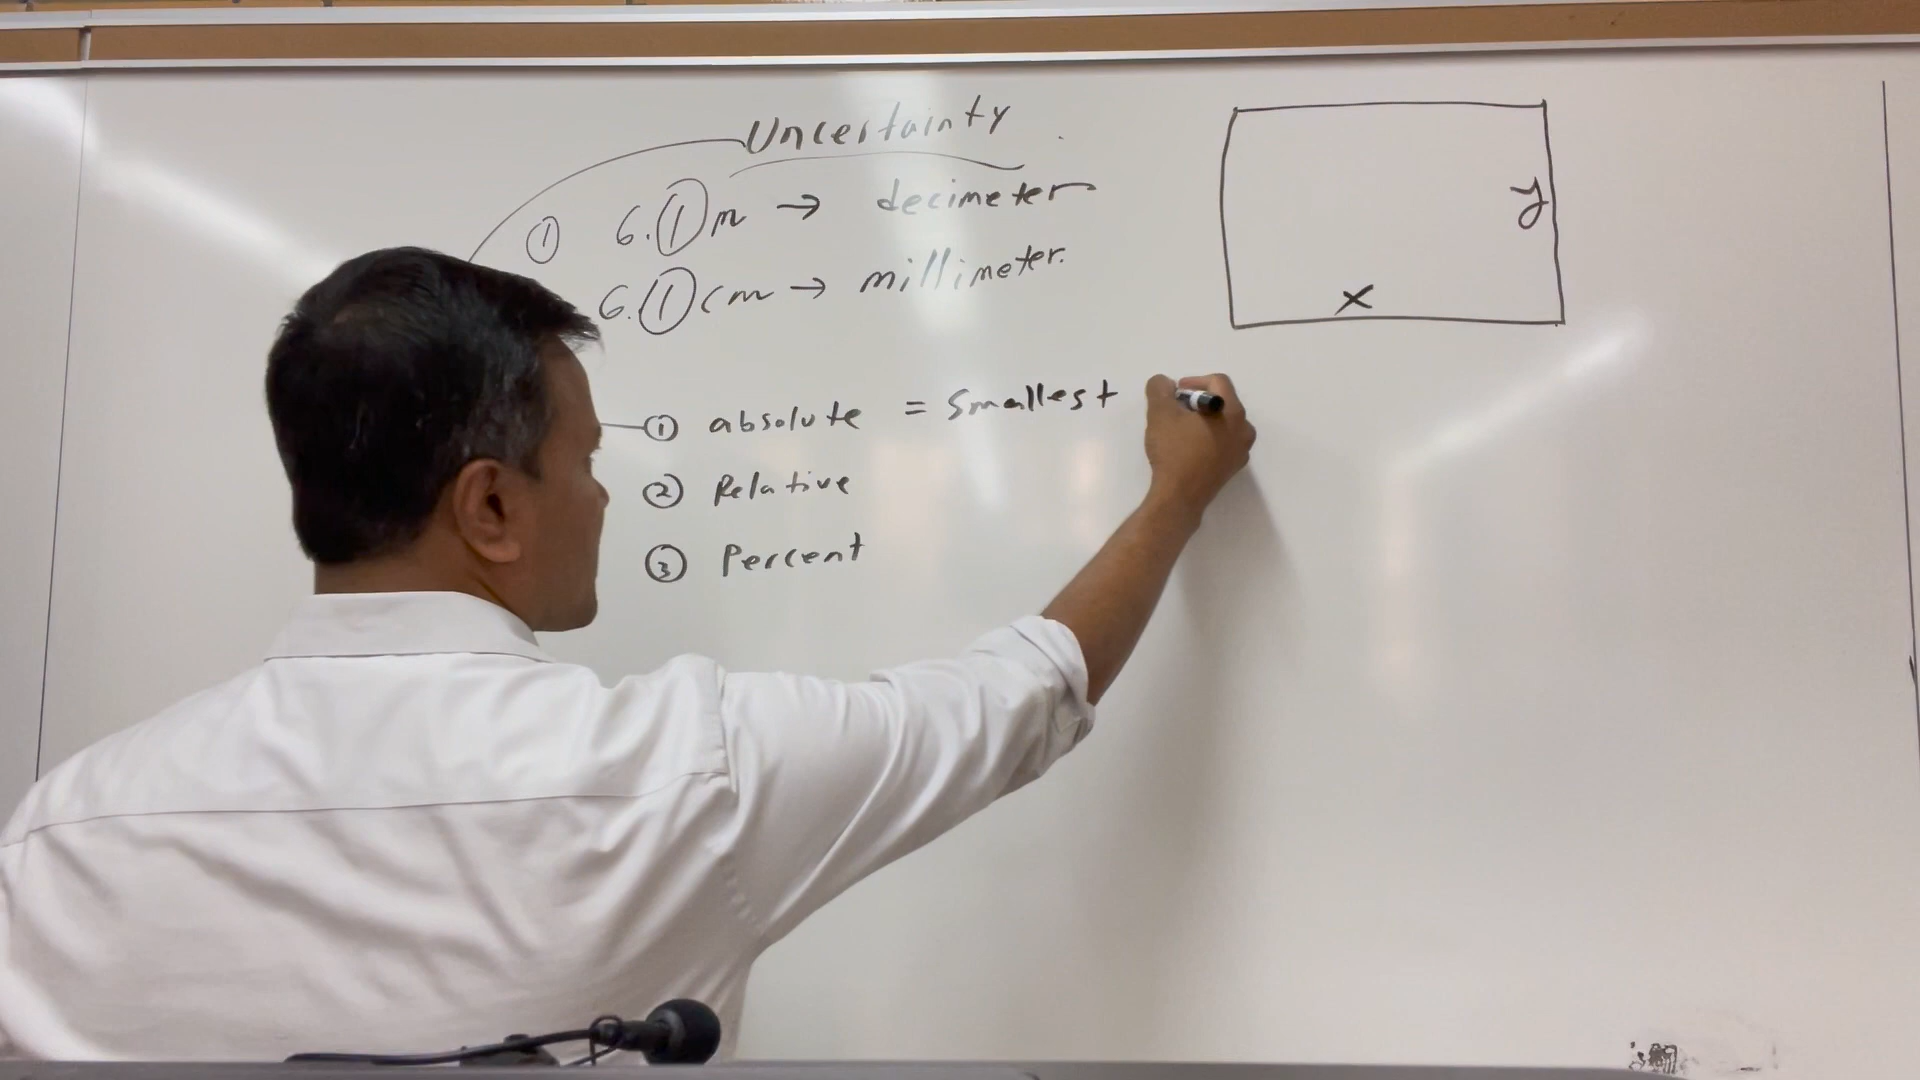 Uncertainty
① 6.①m → decimeter
6.①cm → millimeter.
① absolute = Smallest
② Relative
③ Percent
y
x